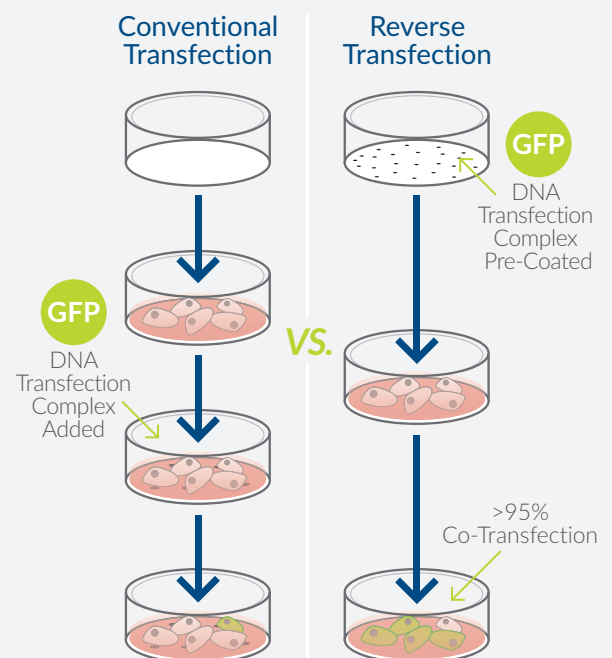 Conventional
Transfection
Reverse
Transfection
GFP
DNA
Transfection
Complex
Pre-Coated
GFP
DNA
Transfection
Complex
Added
VS.
>95%
Co-Transfection